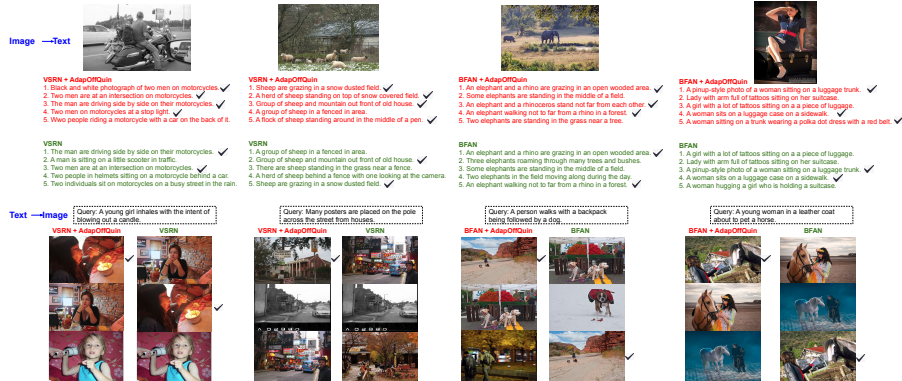 Image →Text
VSRN + AdapOffQuin
1. Black and white photograph of two men on motorcycles.
2. Two men are at an intersection on motorcycles.
3. The man are driving side by side on their motorcycles.
4. Two men on motorcycles at a stop light.
5. Wwo people riding a motorcycle with a car on the back of it.
VSRN + AdapOffQuin
1. Sheep are grazing in a snow dusted field.
2. A herd of sheep standing on top of snow covered field.
3. Group of sheep and mountain out front of old house.
4. A group of sheep in a fenced in area.
5. A flock of sheep standing around in the middle of a pen.
BFAN + AdapOffQuin
1. An elephant and a rhino are grazing in an open wooded area.
2. Some elephants are standing in the middle of a field.
3. An elephant and a rhinoceros stand not far from each other.
4. An elephant walking not to far from a rhino in a forest.
5. Two elephants are standing in the grass near a tree.
BFAN + AdapOffQuin
1. A pinup-style photo of a woman sitting on a luggage trunk.
2. Lady with arm full of tattoos sitting on her suitcase.
3. A girl with a lot of tattoos sitting on a a piece of luggage.
4. A woman sits on a luggage case on a sidewalk.
5. A woman sitting on a trunk wearing a polka dot dress with a red belt.
VSRN
1. The man are driving side by side on their motorcycles.
2. A man is sitting on a little scooter in traffic.
3. Two men are at an intersection on motorcycles.
4. Two people in helmets sitting on a motorcycle behind a car.
5. Two individuals sit on motorcycles on a busy street in the rain.
VSRN
1. A group of sheep in a fenced in area.
2. Group of sheep and mountain out front of old house.
3. There are sheep standing in the grass near a fence.
4. A herd of sheep behind a fence with one looking at the camera.
5. Sheep are grazing in a snow dusted field.
BFAN
1. An elephant and a rhino are grazing in an open wooded area.
2. Three elephants roaming through many trees and bushes.
3. Some elephants are standing in the middle of a field.
4. Two elephants in the field moving along during the day.
5. An elephant walking not to far from a rhino in a forest.
BFAN
1. A girl with a lot of tattoos sitting on a a piece of luggage.
2. Lady with arm full of tattoos sitting on her suitcase.
3. A pinup-style photo of a woman sitting on a luggage trunk.
4. A woman sits on a luggage case on a sidewalk.
5. A woman hugging a girl who is holding a suitcase.
Text →Image
Query: A young girl inhales with the intent of
blowing out a candle.
Query: Many posters are placed on the pole
across the street from houses.
Query: A person walks with a backpack
being followed by a dog.
Query: A young woman in a leather coat
about to pet a horse.
VSRN + AdapOffQuin VSRN
VSRN + AdapOffQuin VSRN
BFAN + AdapOffQuin BFAN
BFAN + AdapOffQuin BFAN